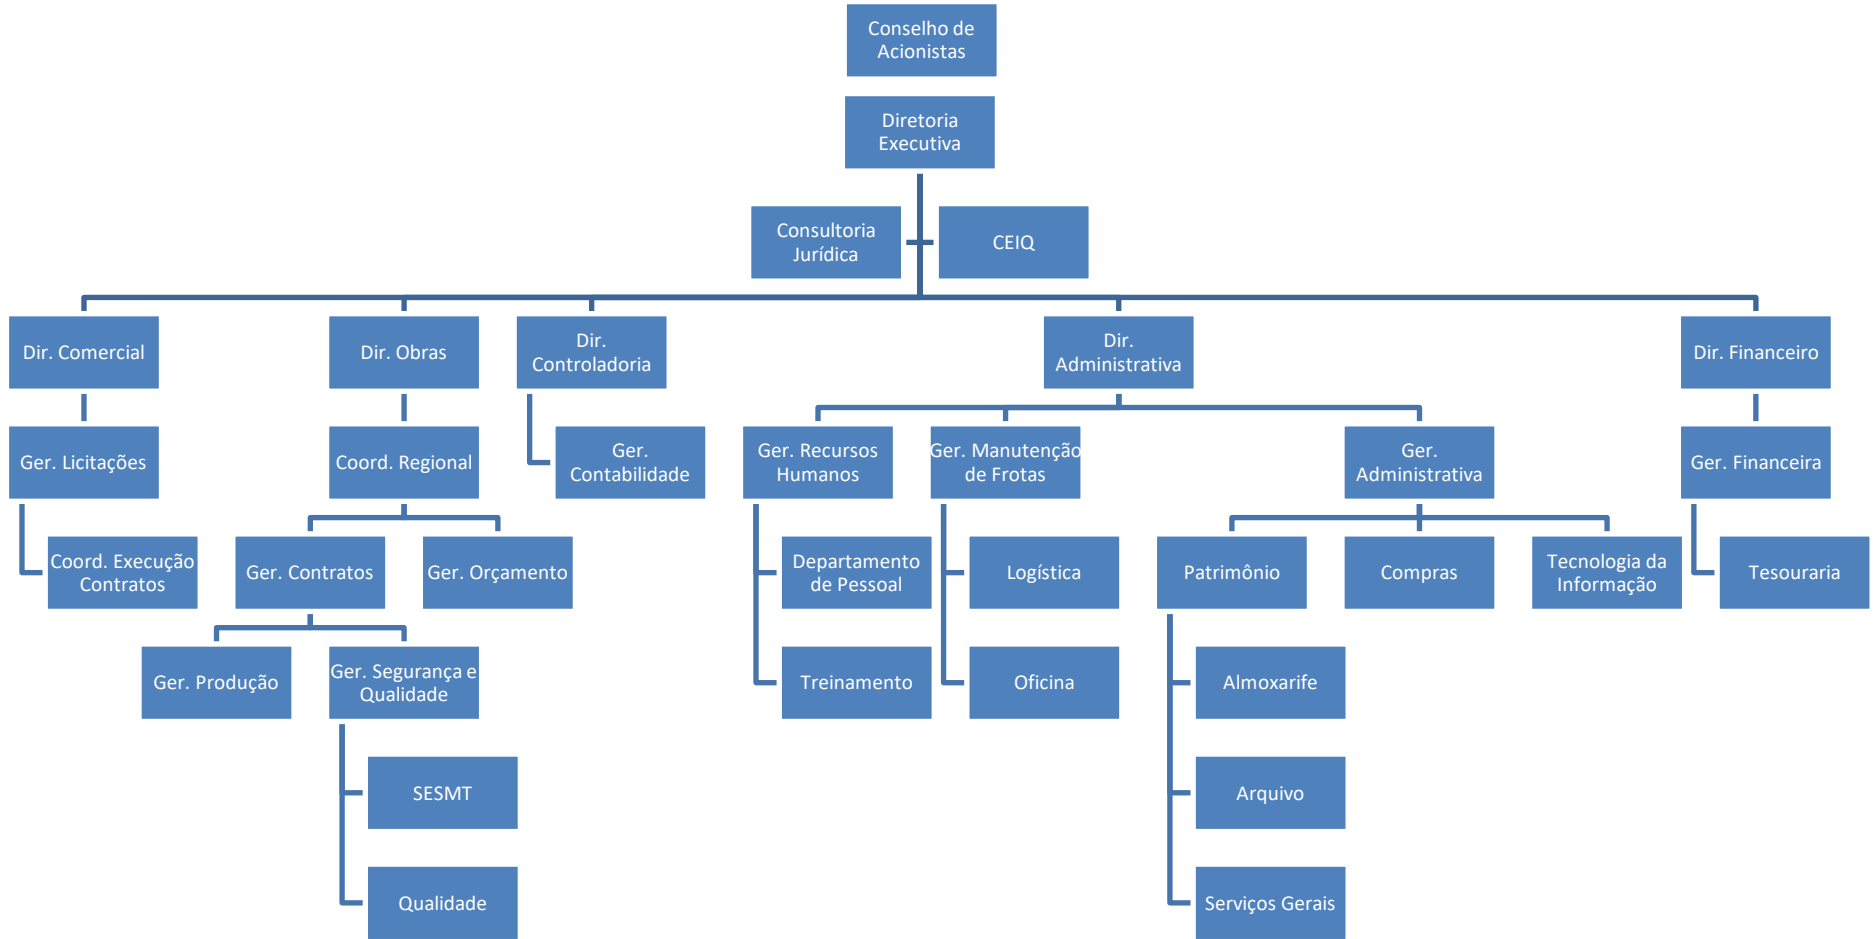 Conselho de
Acionistas
Diretoria
Executiva
Consultoria
Jurídica
CEIQ
Dir. Comercial
Dir. Obras
Dir.
Controladoria
Dir.
Administrativa
Dir. Financeiro
Ger. Licitações
Coord. Regional
Ger.
Contabilidade
Ger. Recursos
Humanos
Ger. Manutenção
de Frotas
Ger.
Administrativa
Ger. Financeira
Coord. Execução
Contratos
Ger. Contratos
Ger. Orçamento
Departamento
de Pessoal
Logística
Patrimônio
Compras
Tecnologia da
Informação
Tesouraria
Ger. Produção
Ger. Segurança e
Qualidade
Treinamento
Oficina
Almoxarife
SESMT
Arquivo
Qualidade
Serviços Gerais